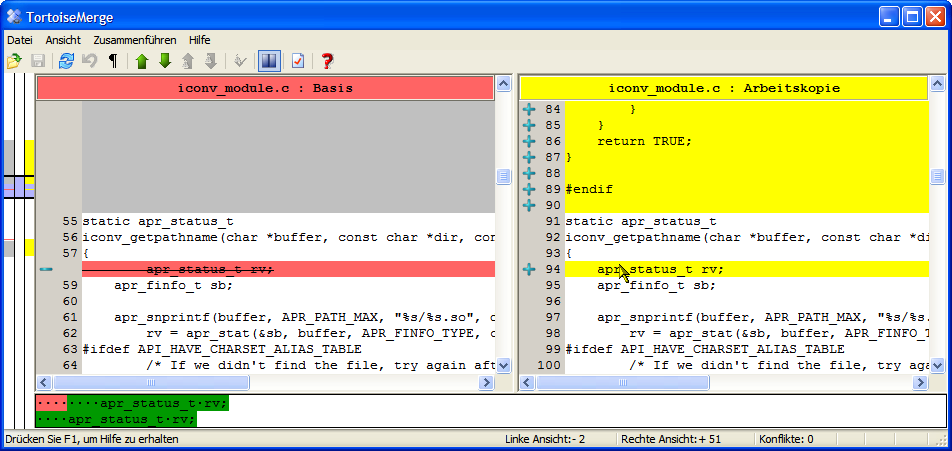 TortoiseMerge
Datei Ansicht Zusammenführen Hilfe
iconv_module.c : Basis
55 static apr_status_t
56 iconv_getpathname(char *buffer, const char *dir, con
57 {
apr_status_t rv;
59 apr_finfo_t sb;
60
61 apr_snprintf(buffer, APR_PATH_MAX, "%s/%s.so", c
62 rv = apr_stat(&sb, buffer, APR_FINFO_TYPE, c
63 #ifdef API_HAVE_CHARSET_ALIAS_TABLE
64 /* If we didn't find the file, try again aft
iconv_module.c : Arbeitskopie
84 }
85 }
86 return TRUE;
87 }
88
89 #endif
90
91 static apr_status_t
92 iconv_getpathname(char *buffer, const char *di
93 {
94 apr_status_t rv;
95 apr_finfo_t sb;
96
97 apr_snprintf(buffer, APR_PATH_MAX, "%s/%s.
98 rv = apr_stat(&sb, buffer, APR_FINFO_T
99 #ifdef API_HAVE_CHARSET_ALIAS_TABLE
100 /* If we didn't find the file, try aga
········apr_status_t·rv;
····apr_status_t·rv;
Drücken Sie F1, um Hilfe zu erhalten Linke Ansicht:- 2 Rechte Ansicht:+ 51 Konflikte: 0